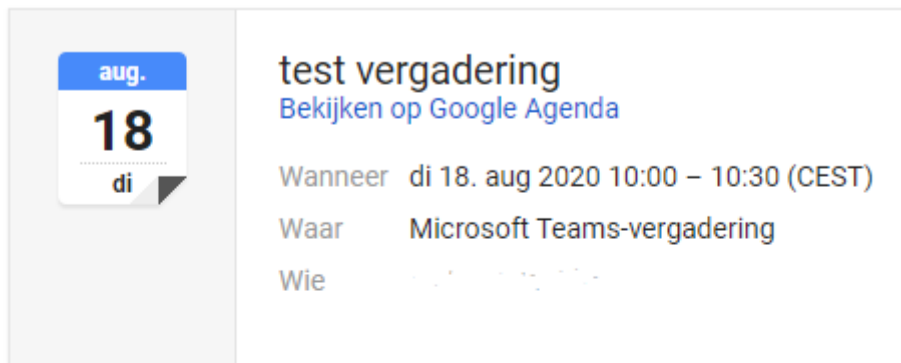 aug.
18
di
test vergadering
Bekijken op Google Agenda
Wanneer di 18. aug 2020 10:00 – 10:30 (CEST)
Waar Microsoft Teams-vergadering
Wie